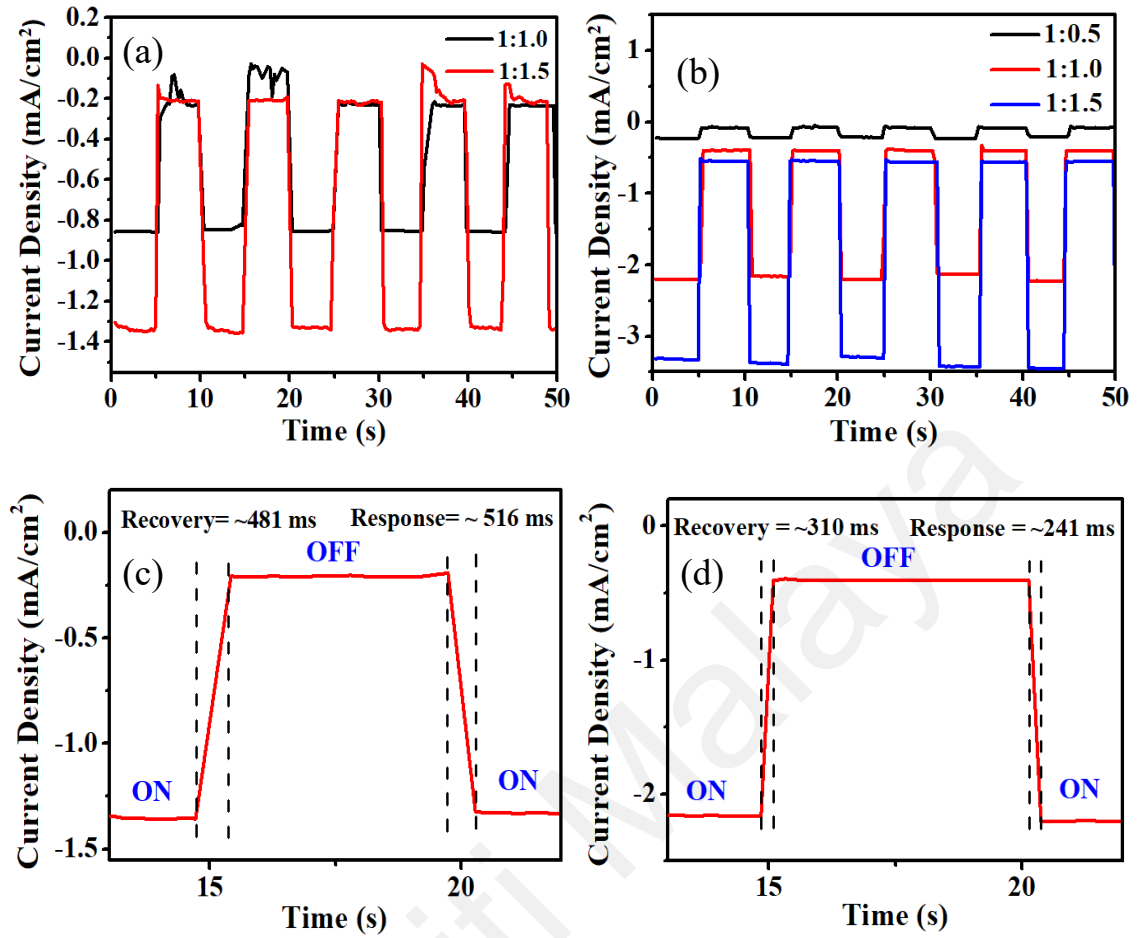 (a)
1:1.0
1:1.5
0.2
0.0
-0.2
-0.4
-0.6
-0.8
-1.0
-1.2
-1.4
Current Density (mA/cm²)
0
10
20
30
40
50
Time (s)
(b)
1:0.5
1:1.0
1:1.5
1
0
-1
-2
-3
Current Density (mA/cm²)
0
10
20
30
40
50
Time (s)
(c)
Recovery= ~481 ms
Response= ~ 516 ms
OFF
ON
ON
0.0
-0.5
-1.0
-1.5
Current Density (mA/cm²)
15
20
Time (s)
(d)
Recovery = ~310 ms
Response = ~241 ms
OFF
ON
ON
0
-1
-2
Current Density (mA/cm²)
15
20
Time (s)
ti Malaya